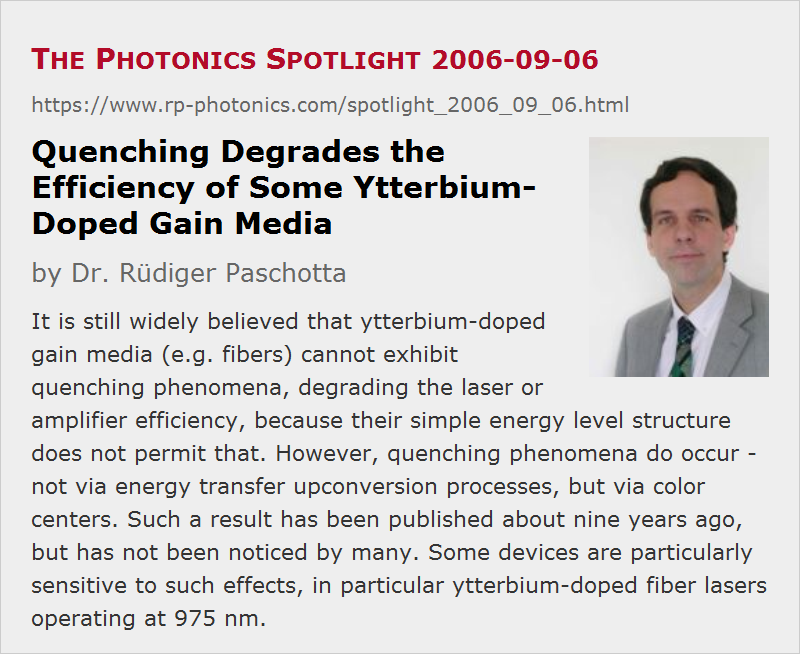 The Photonics Spotlight 2006-09-06
https://www.rp-photonics.com/spotlight_2006_09_06.html
Quenching Degrades the
Efficiency of Some Ytterbium-
Doped Gain Media
by Dr. Rüdiger Paschotta
It is still widely believed that ytterbium-doped
gain media (e.g. fibers) cannot exhibit
quenching phenomena, degrading the laser or
amplifier efficiency, because their simple energy level structure
does not permit that. However, quenching phenomena do occur -
not via energy transfer upconversion processes, but via color
centers. Such a result has been published about nine years ago,
but has not been noticed by many. Some devices are particularly
sensitive to such effects, in particular ytterbium-doped fiber lasers
operating at 975 nm.